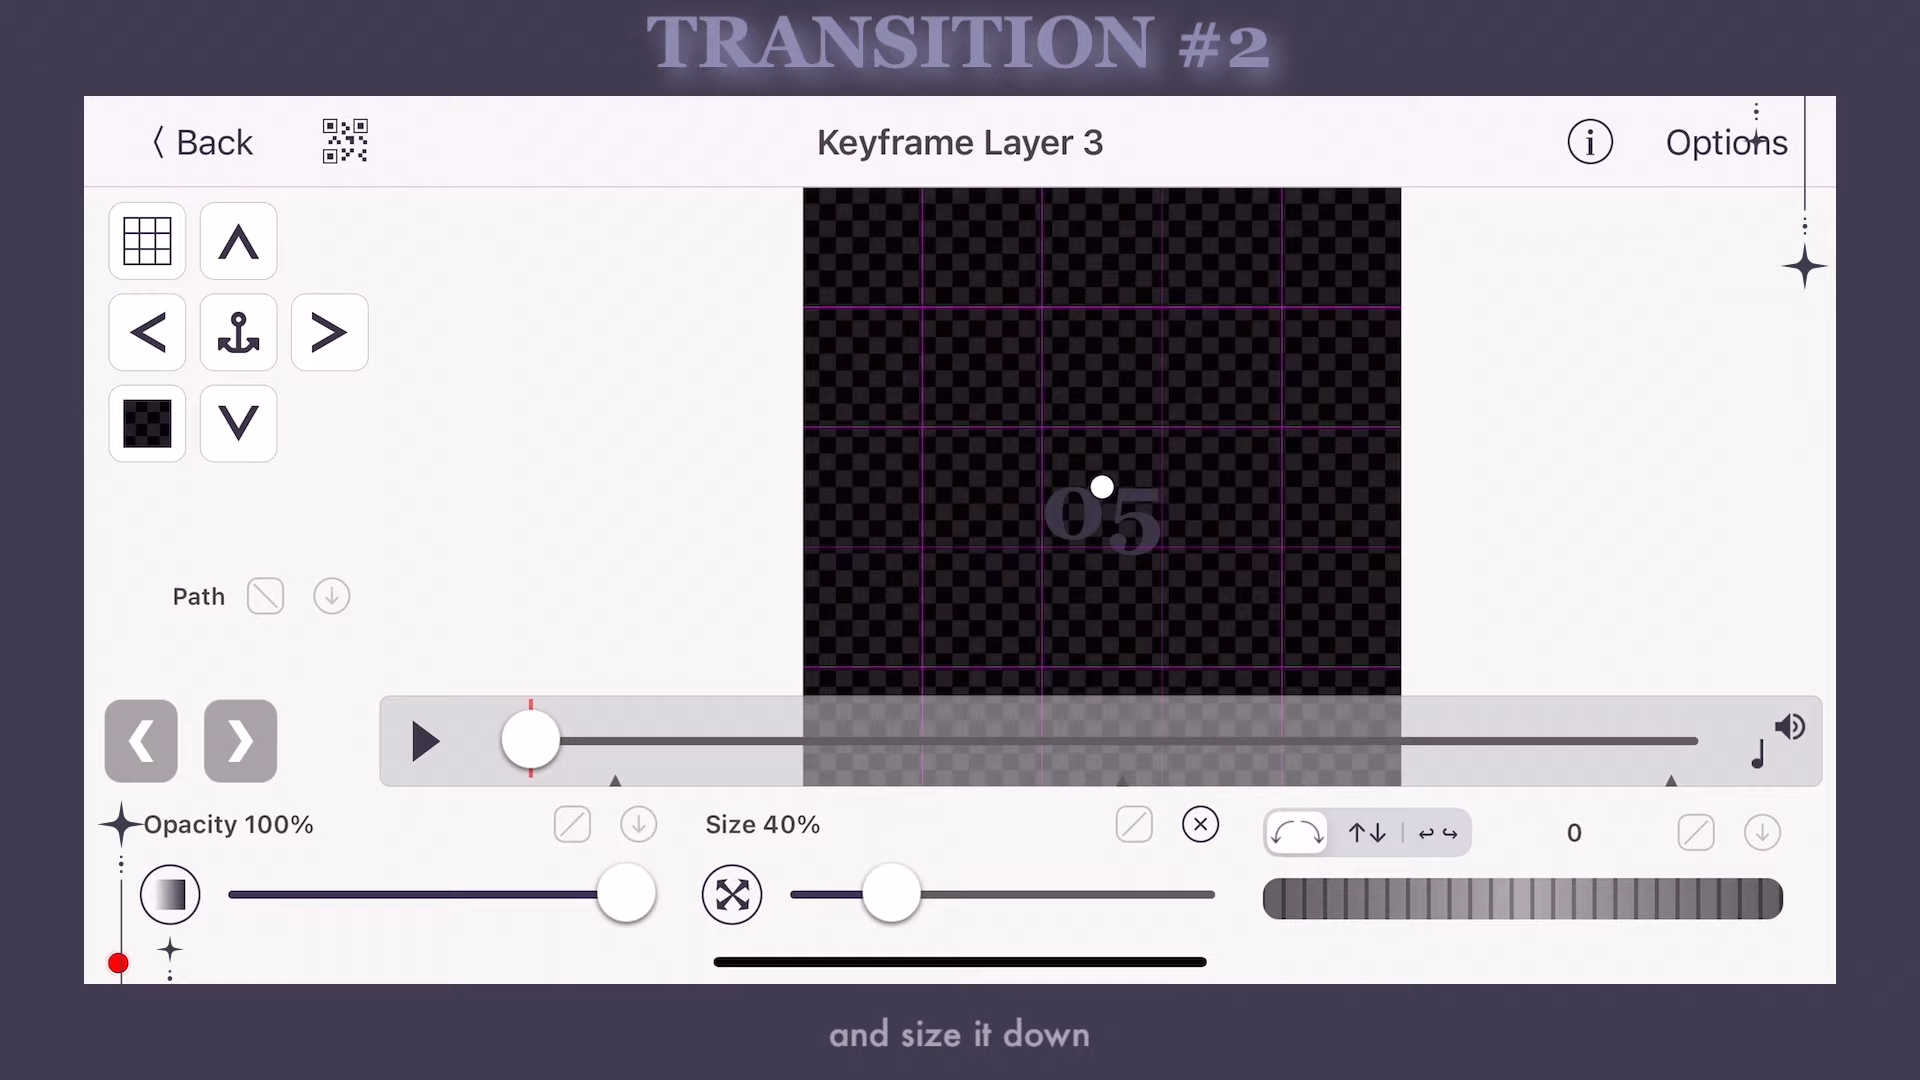 TRANSITION #2
Back
Keyframe Layer 3
Options
05
Path
Opacity 100%
Size 40%
0
and size it down